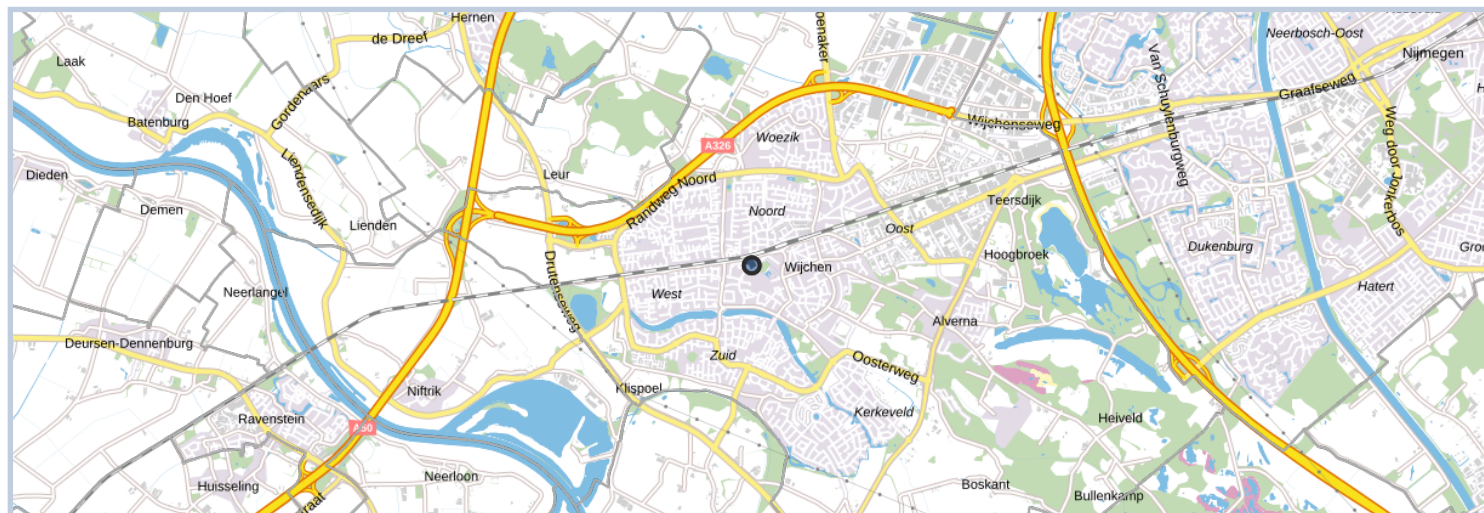 Hernen
de Dreef
Laak
Neerbosch-Oost
Nijmegen
Van Schuylenburgweg
Graafseweg
Den Hoef
Gordenaars
Batenburg
Wijchenseweg
Weg door Jonkerbos
Woezik
A326
Liendensedijk
Dieden
Leur
Randweg Noord
Demen
Noord
Teersdijk
Lienden
Oost
Dukenburg
Hoogbroek
Wijchen
Drutenseweg
Neerlangel
West
Hatert
Alverna
Deursen-Dennenburg
Zuid
Oosterweg
Niftrik
Klispoel
Kerkeveld
Ravenstein
Heiveld
A50
Neerloon
Huisseling
Boskant
Bullenkamp